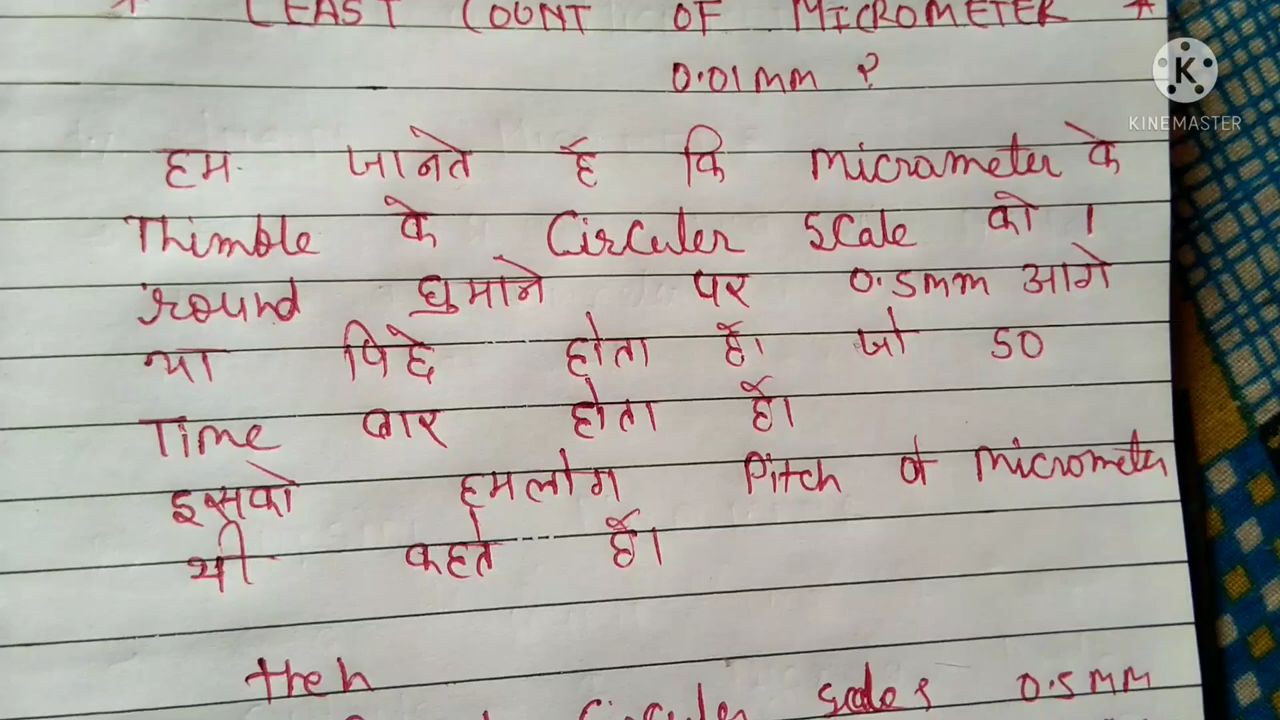 * LEAST COUNT OF MICROMETER *
0.01mm ?
K
KINEMASTER
हम जानते है कि micrameter के
Thimble के Circuler Scale को 1
round घुमाने पर 0.5mm आगे
या पिछे होता है। जो 50
Time बार होता है।
इसको हमलोग Pitch of micrometer
भी कहते है।
then
Circuler scale 0.5mm